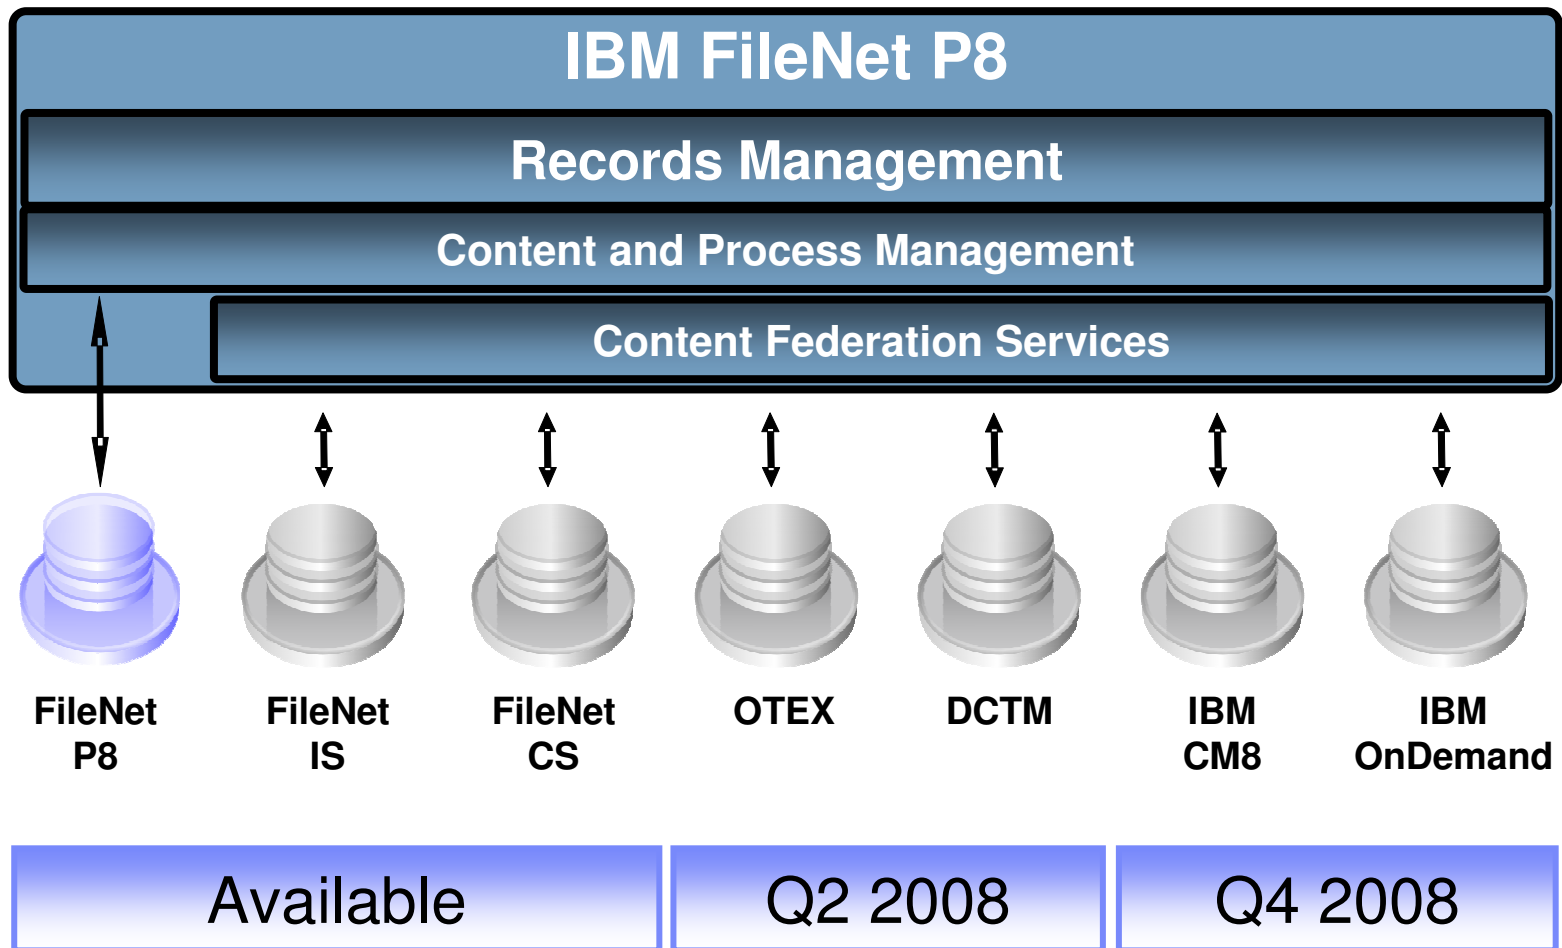 IBM FileNet P8
Records Management
Content and Process Management
Content Federation Services
FileNet
P8
FileNet
IS
FileNet
CS
OTEX
DCTM
IBM
CM8
IBM
OnDemand
Available
Q2 2008
Q4 2008